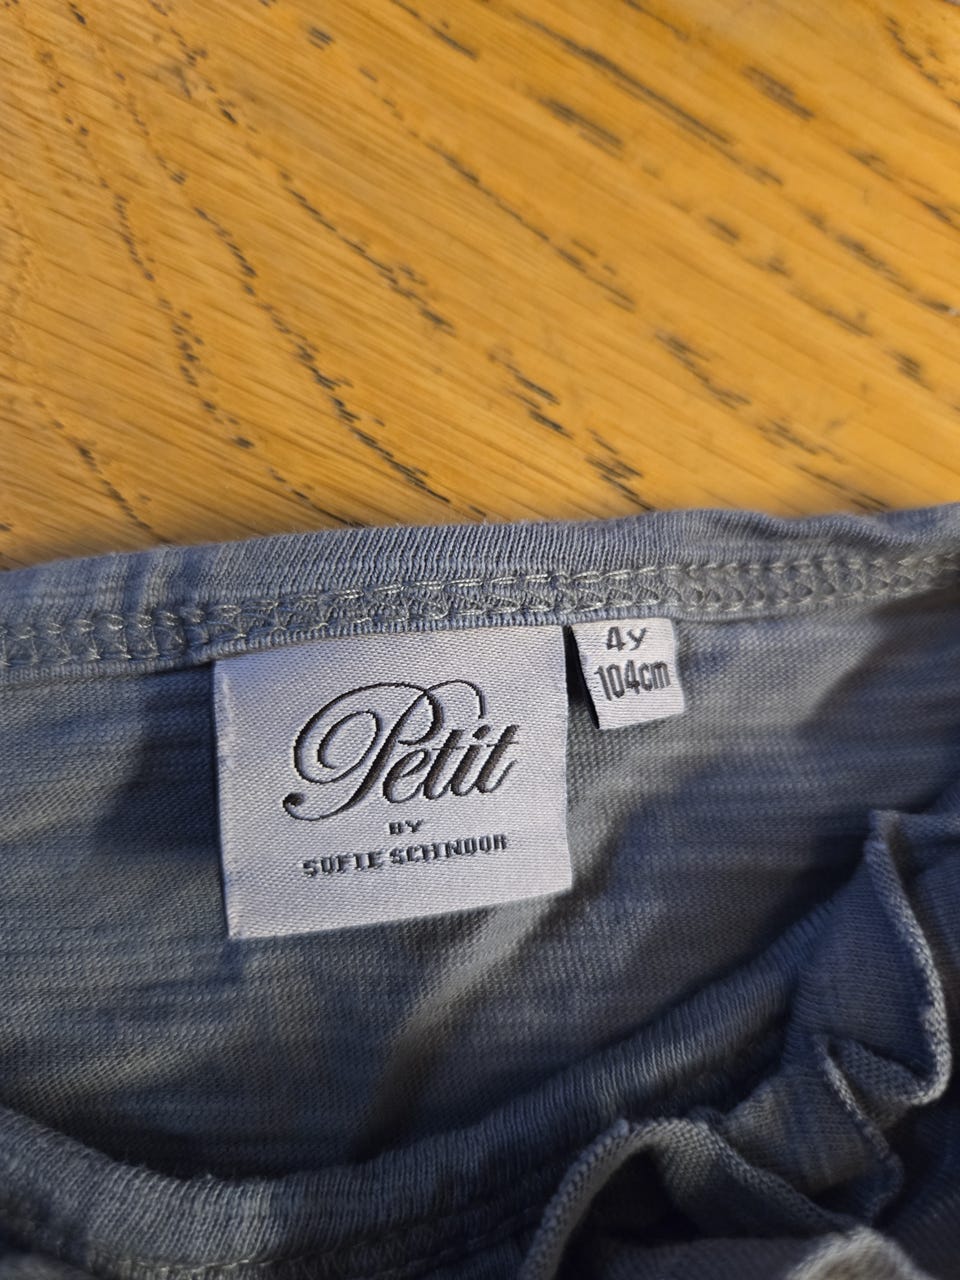 Petit
BY
SOFIE SCHNOOR
4Y
104cm